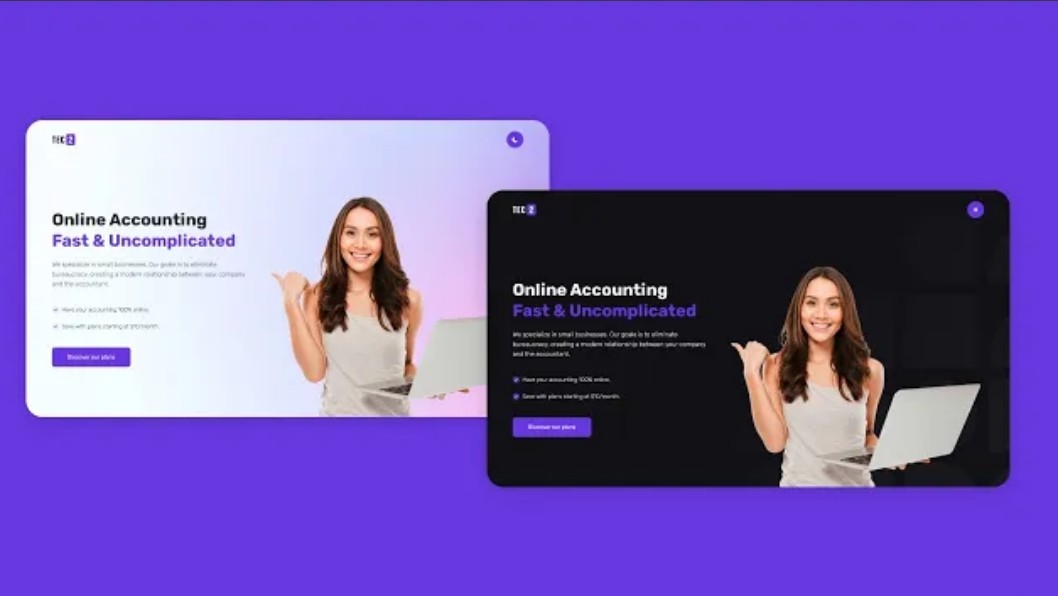 TEC 2
Online Accounting
Fast & Uncomplicated
We specialize in small businesses. Our goals is to eliminate
bureaucracy, creating a modern relationship between your company
and the accountant.
Have your accounting 100% online.
Save with plans starting at $10/month.
Discover our plans
TEC 2
Online Accounting
Fast & Uncomplicated
We specialize in small businesses. Our goals is to eliminate
bureaucracy, creating a modern relationship between your company
and the accountant.
Have your accounting 100% online.
Save with plans starting at $10/month.
Discover our plans